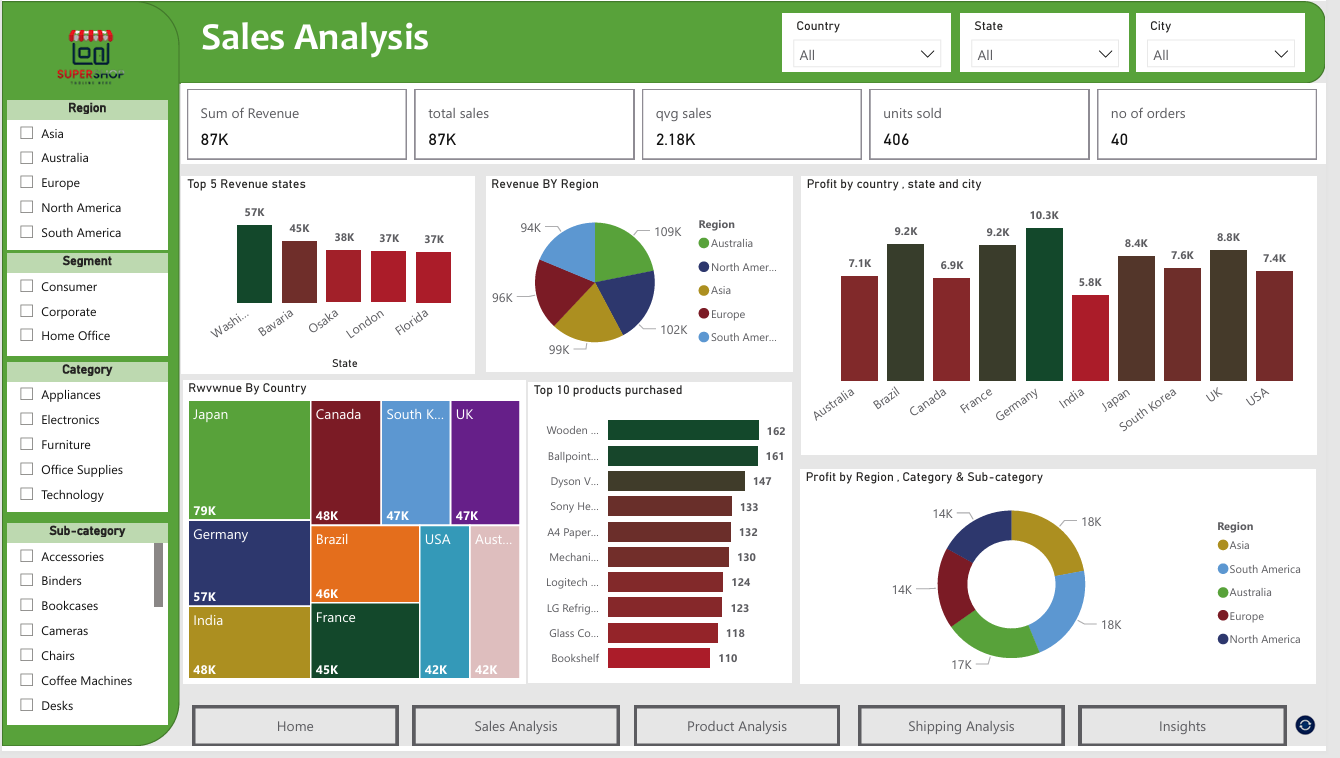 SUPERSHOP
Sales Analysis
Country
All
State
All
City
All
Region
Asia
Australia
Europe
North America
South America
Segment
Consumer
Corporate
Home Office
Category
Appliances
Electronics
Furniture
Office Supplies
Technology
Sub-category
Accessories
Binders
Bookcases
Cameras
Chairs
Coffee Machines
Desks
Sum of Revenue
87K
total sales
87K
qvg sales
2.18K
units sold
406
no of orders
40
Top 5 Revenue states
57K
45K
38K
37K
37K
Washi...
Bavaria
Osaka
London
Florida
State
Revenue BY Region
94K
109K
96K
102K
99K
Region
Australia
North Amer...
Asia
Europe
South Amer...
Profit by country , state and city
7.1K
9.2K
6.9K
9.2K
10.3K
5.8K
8.4K
7.6K
8.8K
7.4K
Australia
Brazil
Canada
France
Germany
India
Japan
South Korea
UK
USA
Rwvwnue By Country
Japan
79K
Germany
57K
India
48K
Canada
48K
South K...
47K
UK
47K
Brazil
46K
France
45K
USA
42K
Aust...
42K
Top 10 products purchased
Wooden ... 162
Ballpoint... 161
Dyson V... 147
Sony He... 133
A4 Paper... 132
Mechani... 130
Logitech ... 124
LG Refrig... 123
Glass Co... 118
Bookshelf 110
Profit by Region , Category & Sub-category
14K
18K
14K
18K
17K
Region
Asia
South America
Australia
Europe
North America
Home
Sales Analysis
Product Analysis
Shipping Analysis
Insights